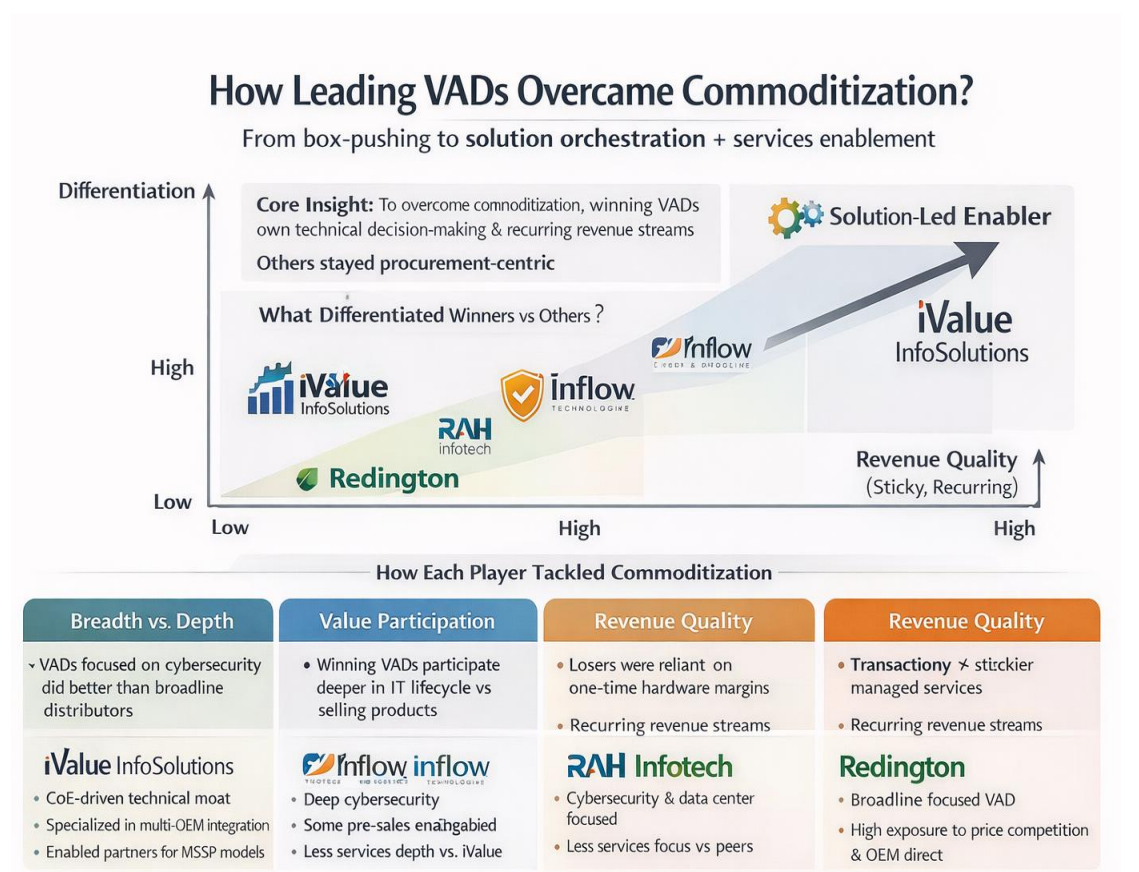 How Leading VADs Overcame Commoditization?
From box-pushing to solution orchestration + services enablement
Differentiation
Core Insight: To overcome comnoditization, winning VADs
own technical decision-making & recurring revenue streams
Others stayed procurement-centric
Solution-Led Enabler
What Differentiated Winners vs Others ?
iValue
InfoSolutions
Inflow
High
iValue
InfoSolutions
Inflow
TECHNOLOGIE
RAH
infotech
Redington
Revenue Quality
(Sticky, Recurring)
Low
Low
High
High
How Each Player Tackled Commoditization
Breadth vs. Depth
VADs focused on cybersecurity
did better than broadline
distributors
iValue InfoSolutions
• CoE-driven technical moat
• Specialized in multi-OEM integration
• Enabled partners for MSSP models
Value Participation
• Winning VADs participate
deeper in IT lifecycle vs
selling products
Inflow inflow
• Deep cybersecurity
• Some pre-sales
• Less services depth vs. iValue
Revenue Quality
• Losers were reliant on
one-time hardware margins
• Recurring revenue streams
RAH Infotech
• Cybersecurity & data center
focused
• Less services focus vs peers
Revenue Quality
• Transactiony
managed services
• Recurring revenue streams
Redington
• Broadline focused VAD
• High exposure to price competition
& OEM direct